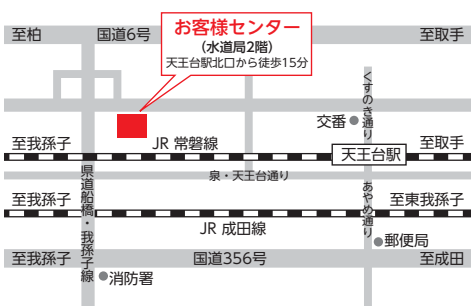 至柏
国道6号
お客様センター
(水道局2階)
天王台駅北口から徒歩15分
至取手
くすのき通り
交番
至我孫子
JR 常磐線
至取手
天王台駅
泉・天王台通り
県道船橋・我孫子線
至我孫子
あやめ通り
至東我孫子
JR 成田線
郵便局
至我孫子
国道356号
至成田
消防署